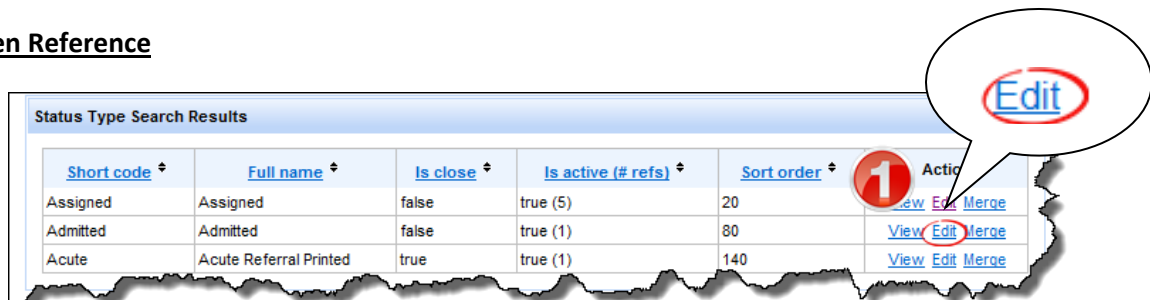 en Reference
Edit
Status Type Search Results
Short code Full name Is close Is active (# refs) Sort order Actio
1
Assigned Assigned false true (5) 20 View Edit Merge
Admitted Admitted false true (1) 80 View Edit Merge
Acute Acute Referral Printed true true (1) 140 View Edit Merge